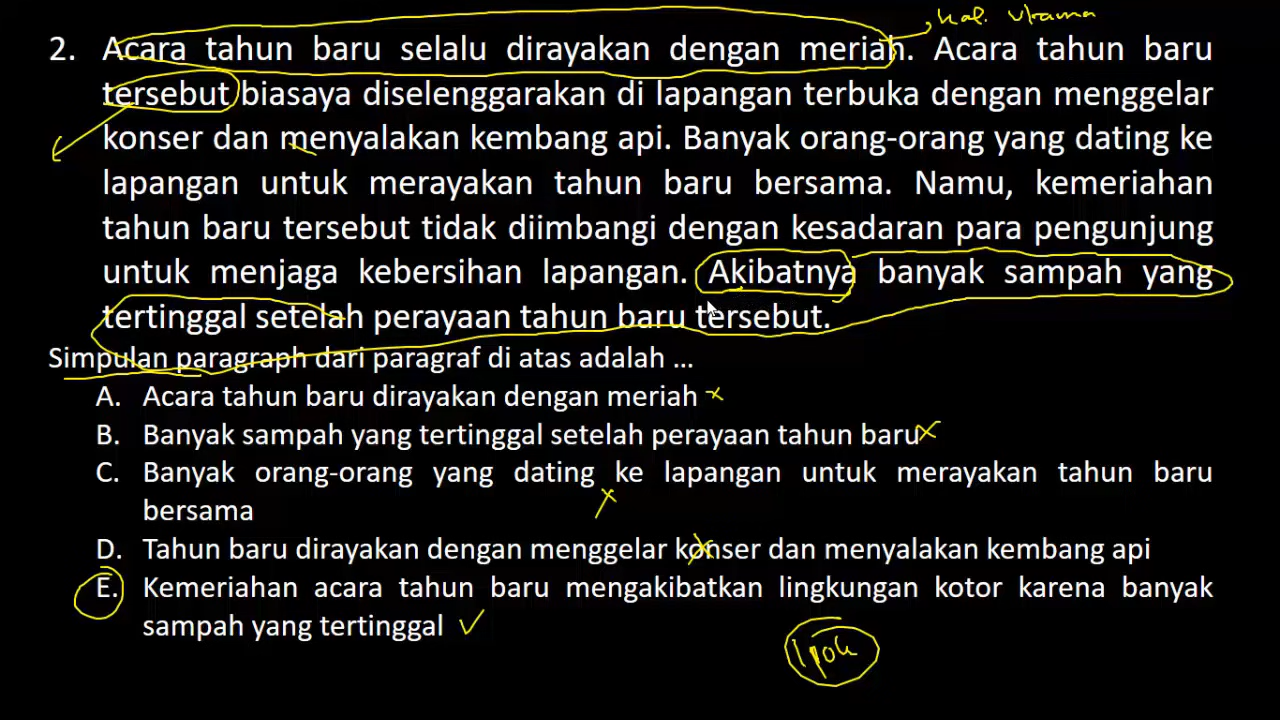 kal. utama
2. Acara tahun baru selalu dirayakan dengan meriah. Acara tahun baru
tersebut biasaya diselenggarakan di lapangan terbuka dengan menggelar
konser dan menyalakan kembang api. Banyak orang-orang yang dating ke
lapangan untuk merayakan tahun baru bersama. Namu, kemeriahan
tahun baru tersebut tidak diimbangi dengan kesadaran para pengunjung
untuk menjaga kebersihan lapangan. Akibatnya banyak sampah yang
tertinggal setelah perayaan tahun baru tersebut.
Simpulan paragraph dari paragraf di atas adalah ...
A. Acara tahun baru dirayakan dengan meriah
B. Banyak sampah yang tertinggal setelah perayaan tahun baru
C. Banyak orang-orang yang dating ke lapangan untuk merayakan tahun baru
bersama
D. Tahun baru dirayakan dengan menggelar konser dan menyalakan kembang api
E. Kemeriahan acara tahun baru mengakibatkan lingkungan kotor karena banyak
sampah yang tertinggal